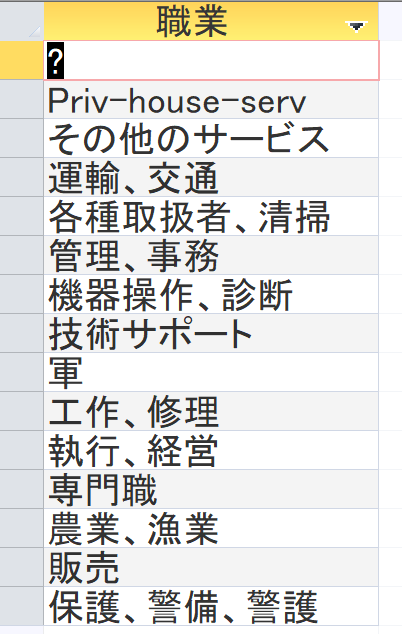 職業
?
Priv-house-serv
その他のサービス
運輸、交通
各種取扱者、清掃
管理、事務
機器操作、診断
技術サポート
軍
工作、修理
執行、経営
専門職
農業、漁業
販売
保護、警備、警護